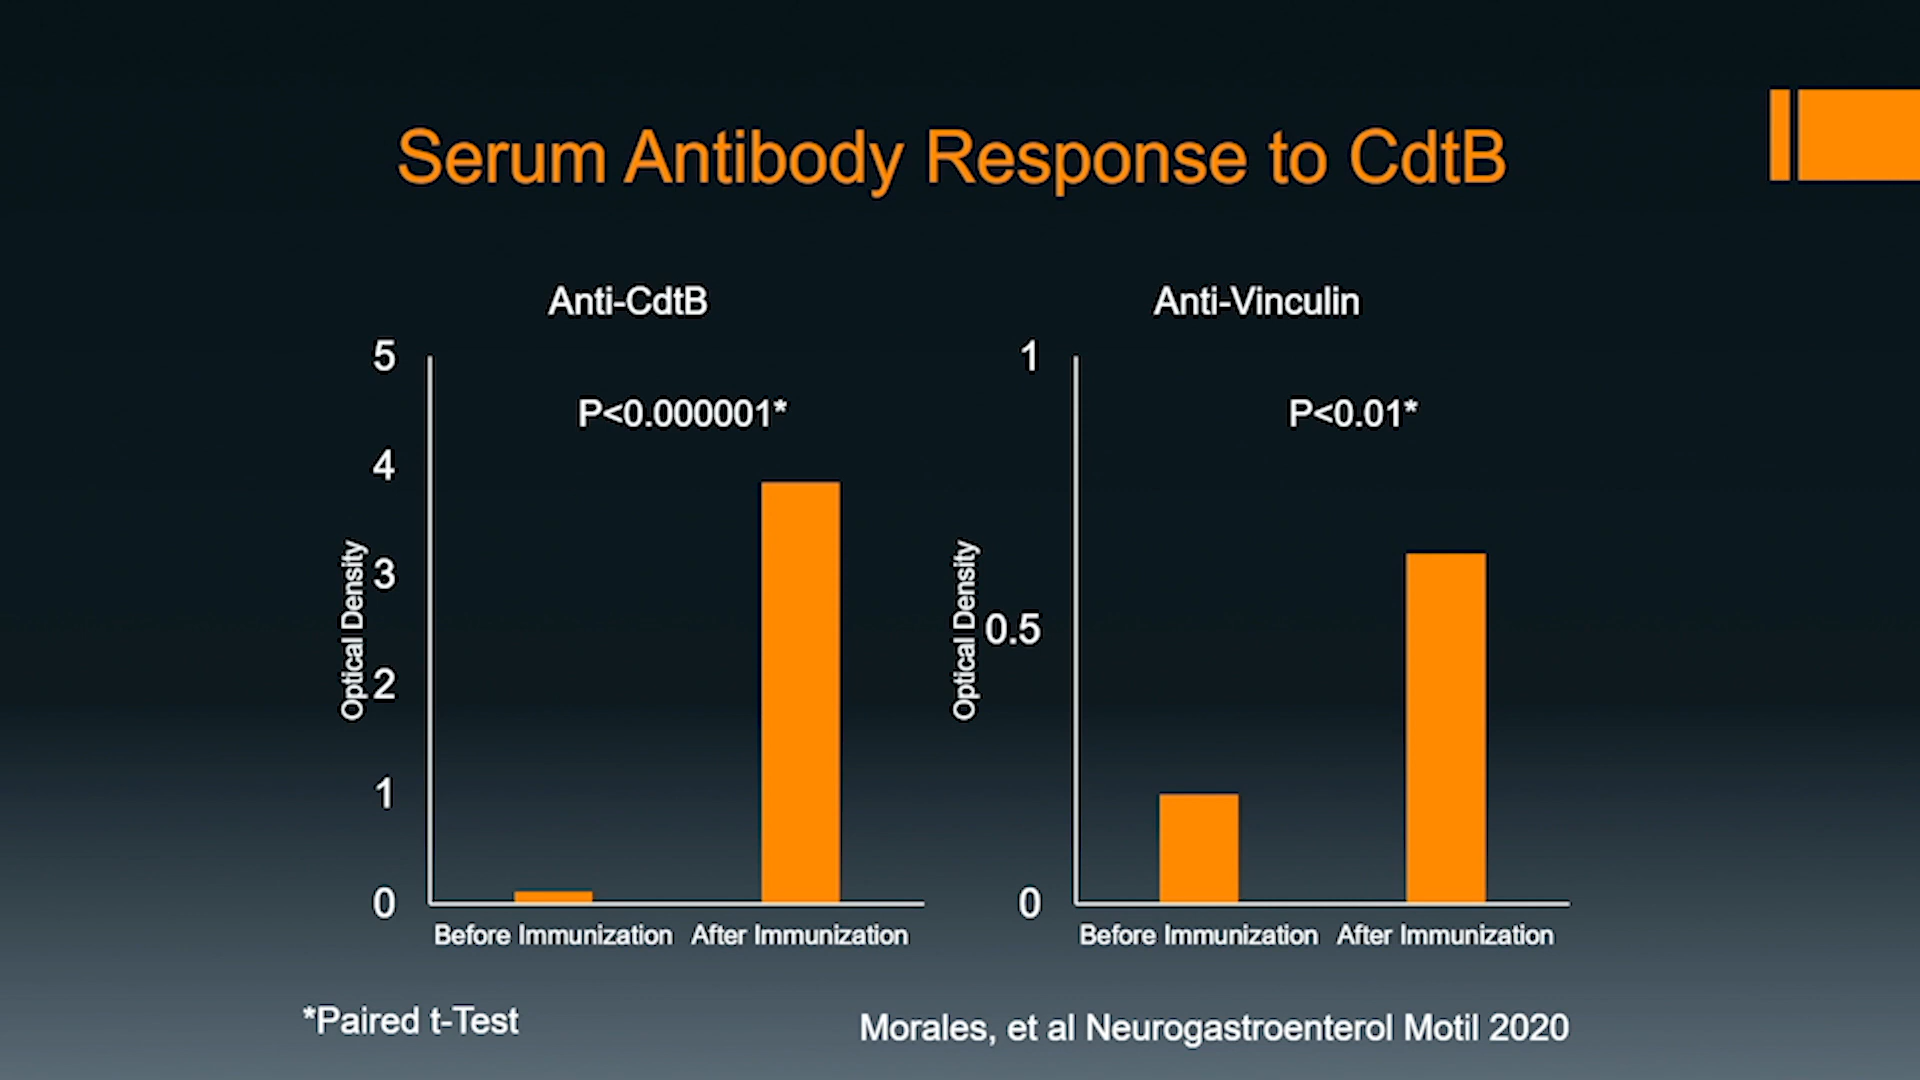 Serum Antibody Response to CdtB
Anti-CdtB
5
P<0.000001*
4
3
2
1
0
Optical Density
Before Immunization
After Immunization
Anti-Vinculin
1
P<0.01*
0.5
0
Optical Density
Before Immunization
After Immunization
*Paired t-Test
Morales, et al Neurogastroenterol Motil 2020